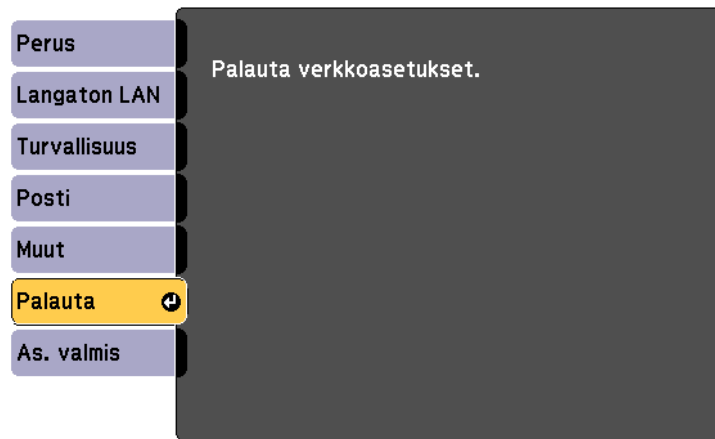 Perus
Langaton LAN
Turvallisuus
Posti
Muut
Palauta
As. valmis
Palauta verkkoasetukset.